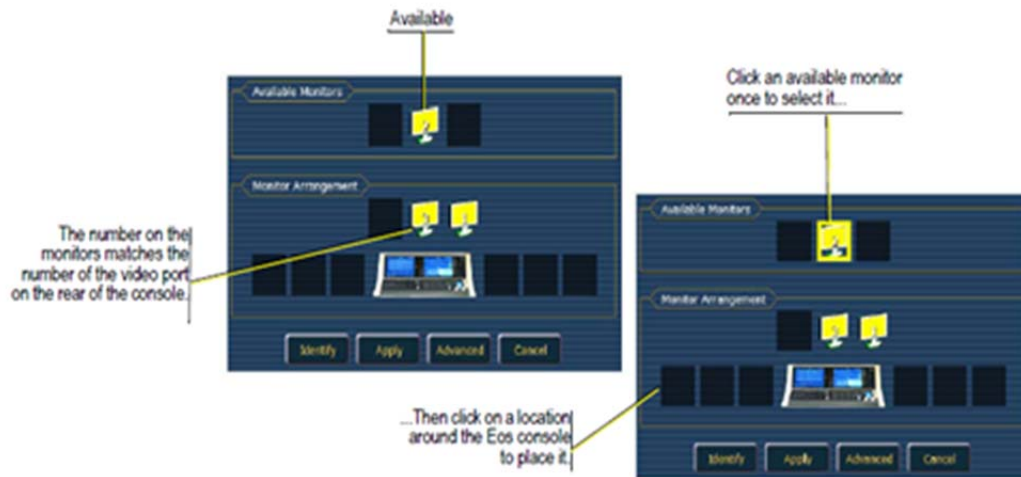 Available
Available Monitors
Monitor Arrangement
The number on the
monitors matches the
number of the video port
on the rear of the console.
Identify
Apply
Advanced
Cancel
Click an available monitor
once to select it...
Available Monitors
Monitor Arrangement
...Then click on a location
around the Eos console
to place it.
Identify
Apply
Advanced
Cancel